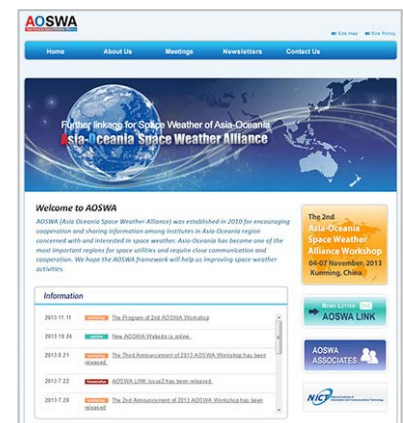 AOSWA
Site map Site Policy
Home About Us Meetings Newsletters Contact Us
Further linkage for Space Weather of Asia-Oceania
Asia-Oceania Space Weather Alliance
Welcome to AOSWA
AOSWA (Asia Oceania Space Weather Alliance) was established in 2010 for encouraging
cooperation and sharing information among institutes in Asia-Oceania region
concerned with and interested in space weather. Asia-Oceania has become one of the
most important regions for space utilities and require close communication and
cooperation. We hope the AOSWA framework will help us improving space weather
activities.
The 2nd
Asia-Oceania
Space Weather
Alliance Workshop
04-07 November, 2013
Kunming, China
Information
2013.11.11 workshop The Program of 2nd AOSWA Workshop
2013.10.24 website New AOSWA Website is online.
2013.8.21 workshop The Third Announcement of 2013 AOSWA Workshop has been
released.
2013.7.22 Newsletter AOSWA LINK Issue2 has been released.
2013.7.20 workshop The 2nd Announcement of 2013 AOSWA Workshop has been
released
News Letter
AOSWA LINK
AOSWA
ASSOCIATES
NICT